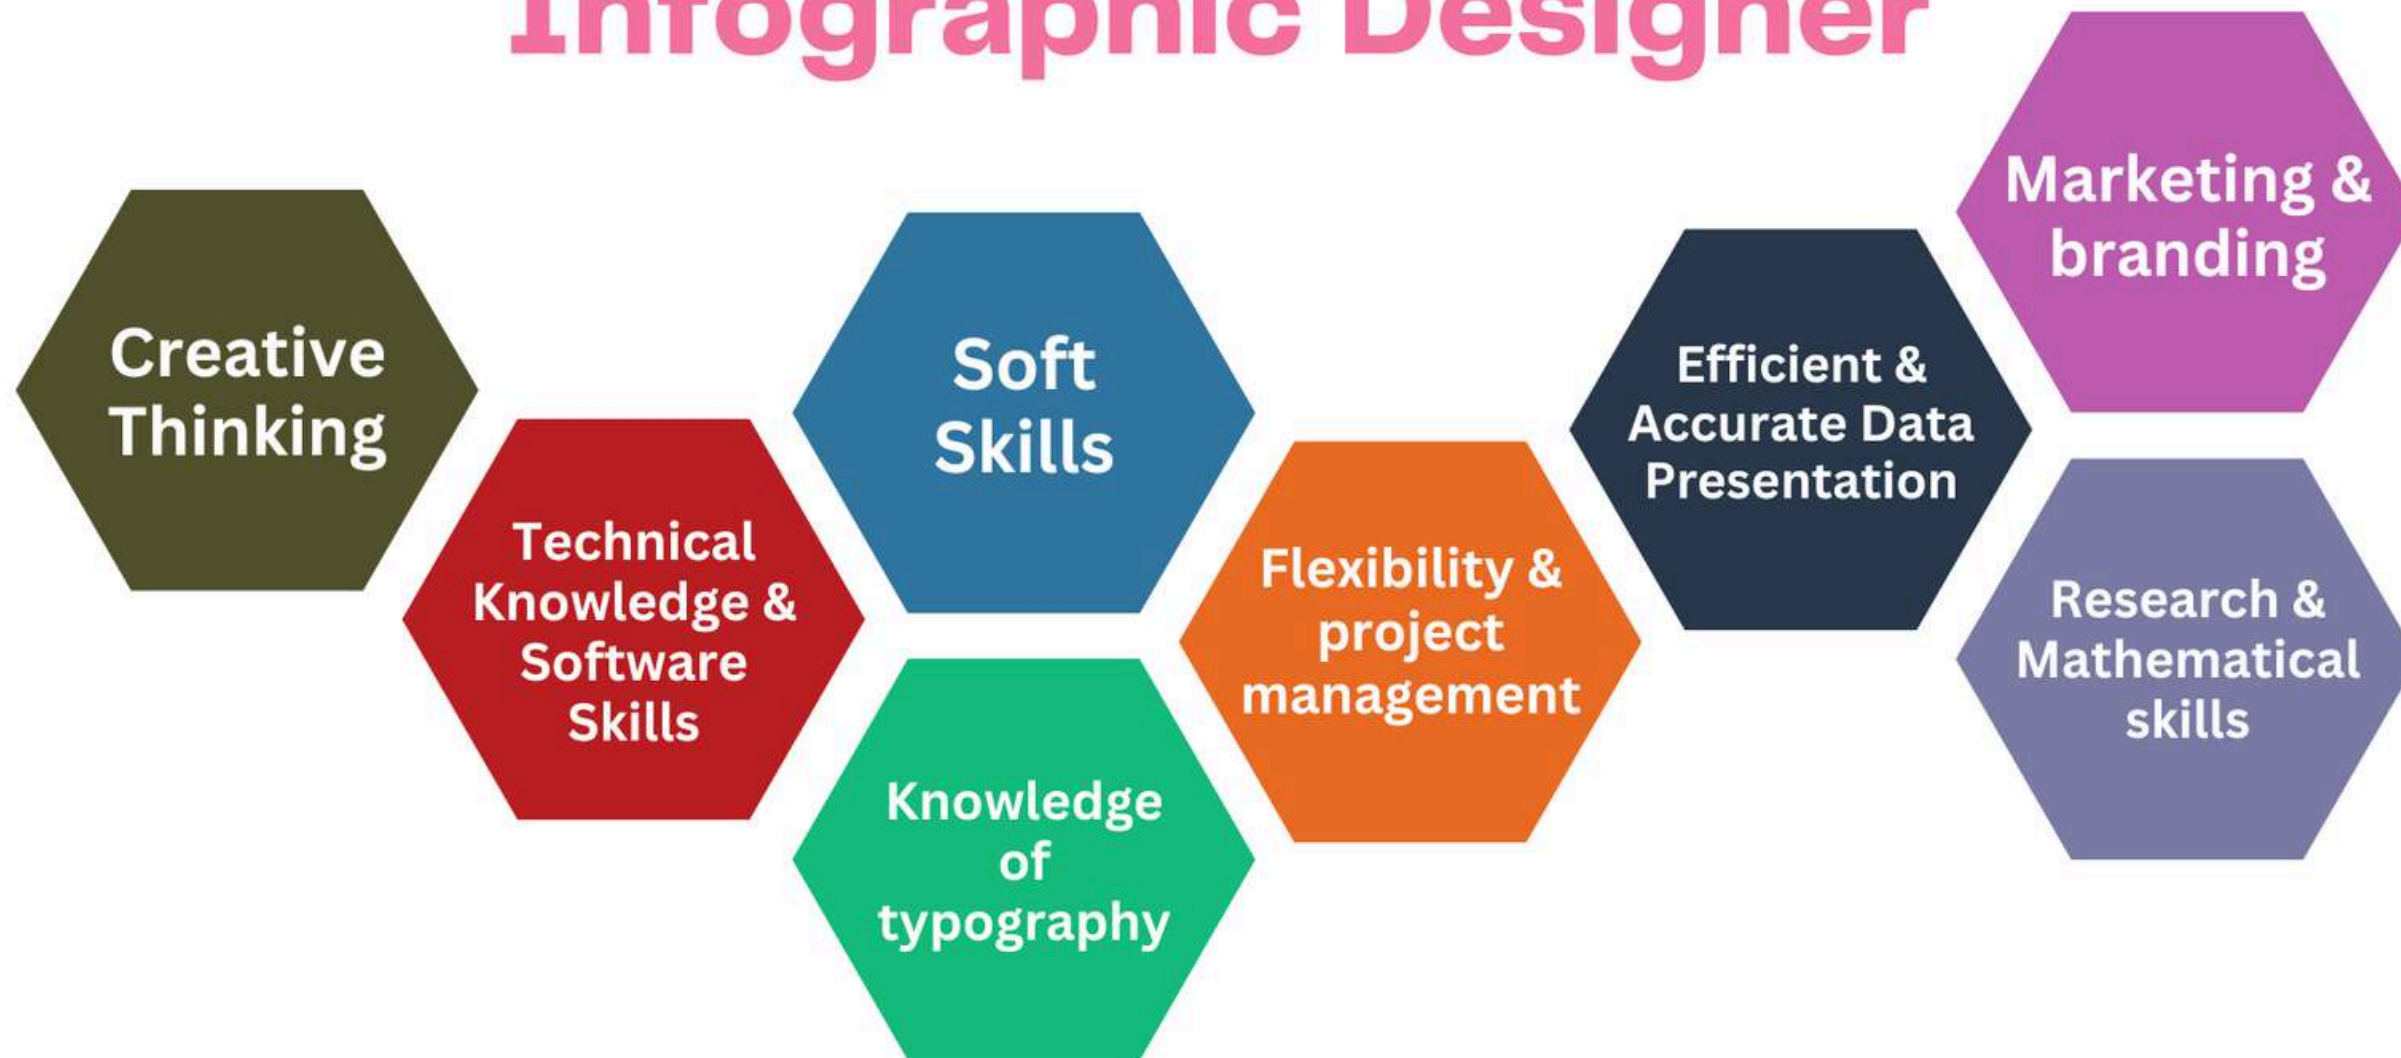 Infographic Designer
Creative
Thinking
Technical
Knowledge &
Software
Skills
Soft
Skills
Knowledge
of
typography
Flexibility &
project
management
Efficient &
Accurate Data
Presentation
Marketing &
branding
Research &
Mathematical
skills